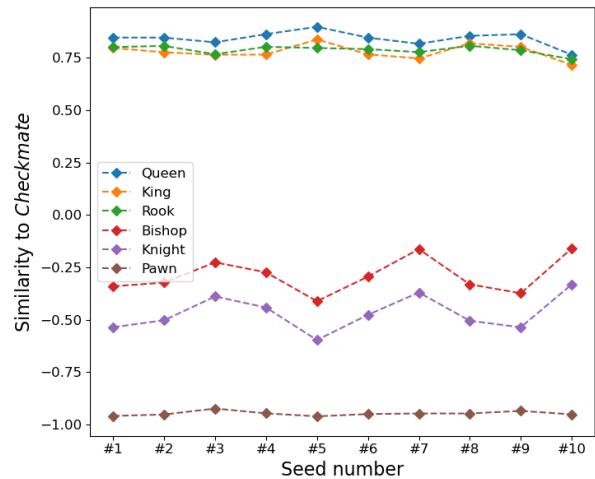 0.75
0.50
0.25
0.00
−0.25
−0.50
−0.75
−1.00
Similarity to Checkmate
Queen
King
Rook
Bishop
Knight
Pawn
#1 #2 #3 #4 #5 #6 #7 #8 #9 #10
Seed number